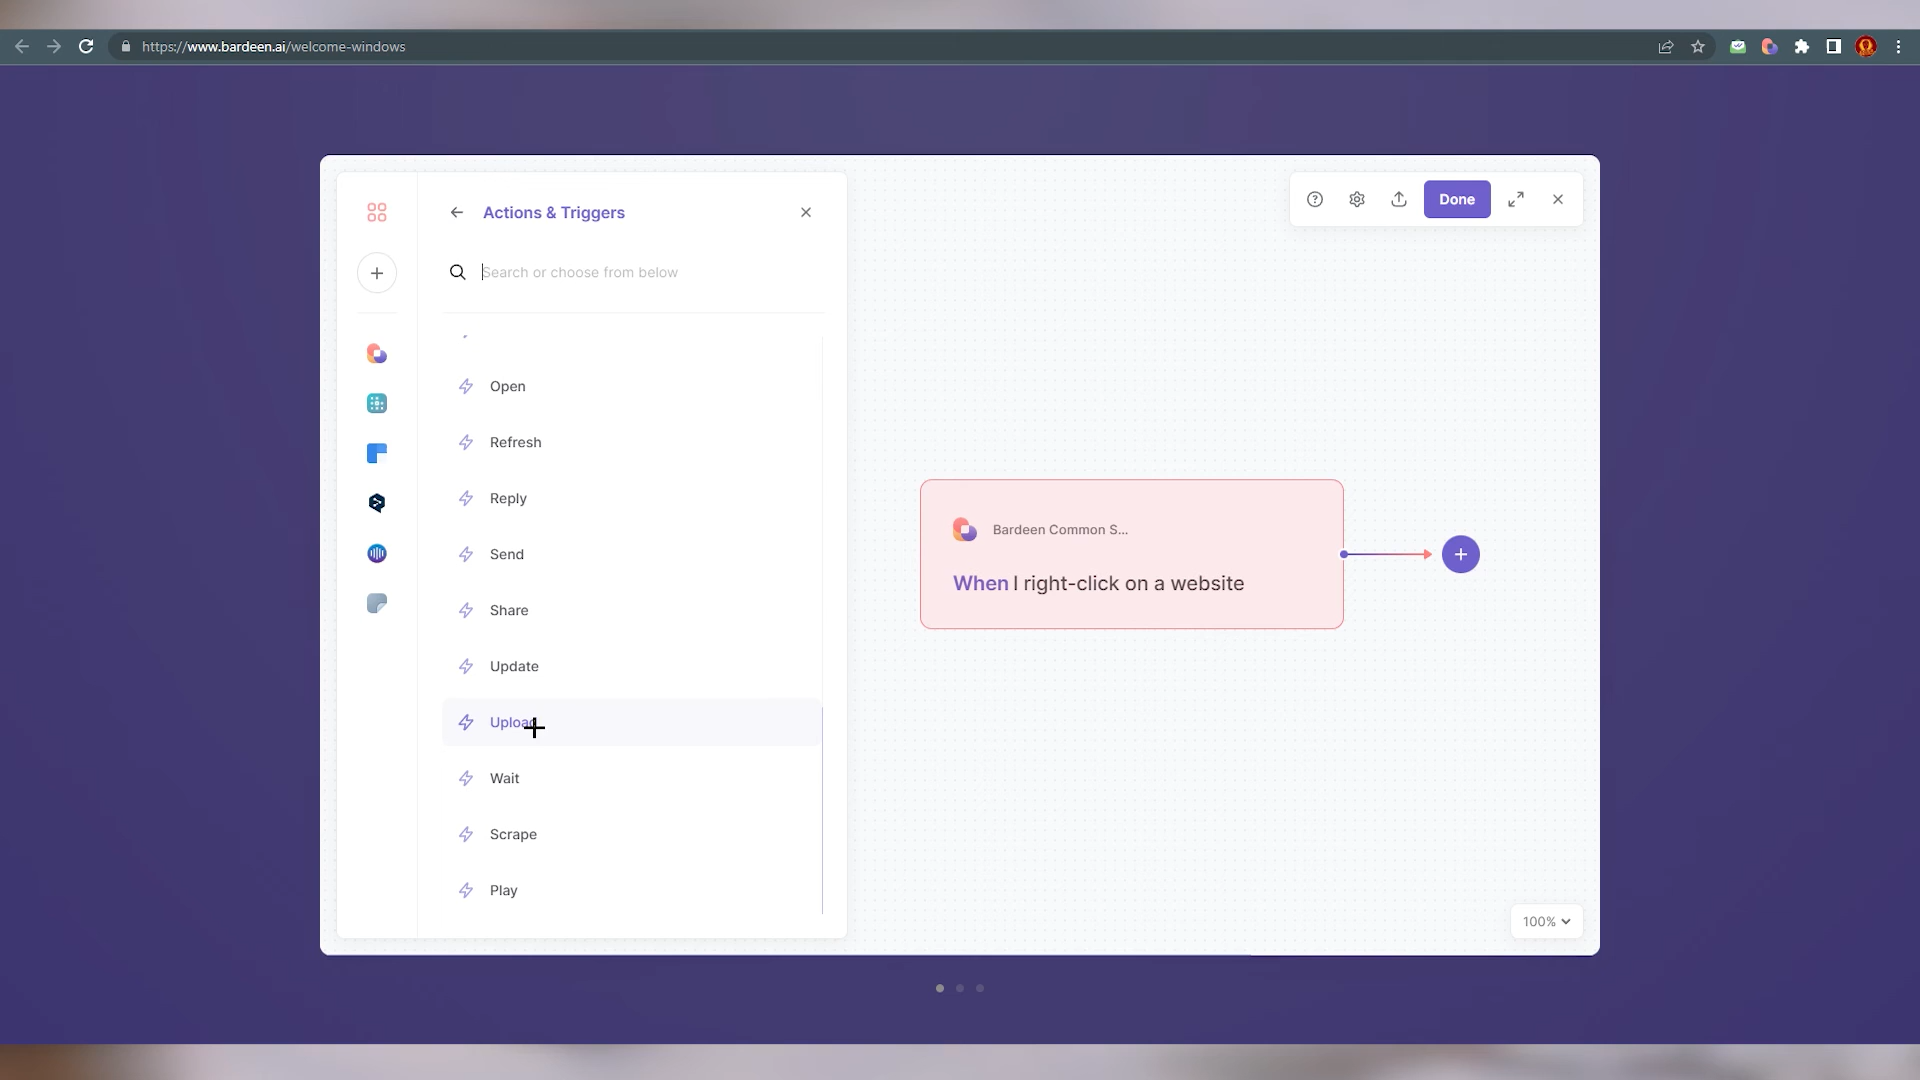 https://www.bardeen.ai/welcome-windows
Actions & Triggers
Search or choose from below
Done
Open
Refresh
Reply
Send
Share
Update
Upload
Wait
Scrape
Play
Bardeen Common S...
When I right-click on a website
100%